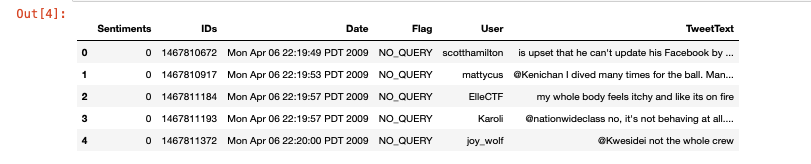 Out[4]:
Sentiments IDs Date Flag User TweetText
0 0 1467810672 Mon Apr 06 22:19:49 PDT 2009 NO_QUERY scotthamilton is upset that he can't update his Facebook by ...
1 0 1467810917 Mon Apr 06 22:19:53 PDT 2009 NO_QUERY mattycus @Kenichan I dived many times for the ball. Man...
2 0 1467811184 Mon Apr 06 22:19:57 PDT 2009 NO_QUERY ElleCTF my whole body feels itchy and like its on fire
3 0 1467811193 Mon Apr 06 22:19:57 PDT 2009 NO_QUERY Karoli @nationwideclass no, it's not behaving at all....
4 0 1467811372 Mon Apr 06 22:20:00 PDT 2009 NO_QUERY joy_wolf @Kwesidei not the whole crew